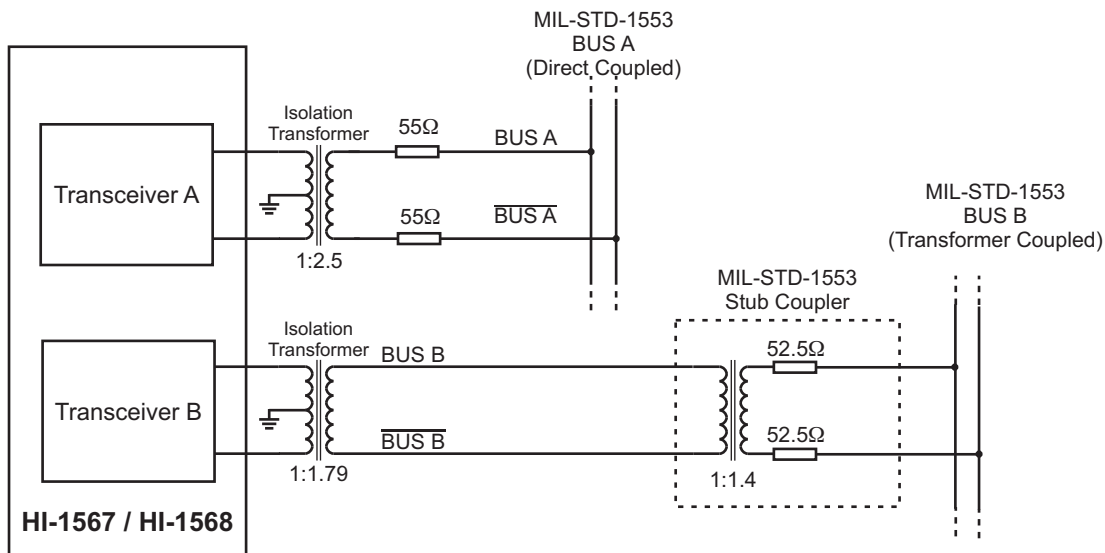 MIL-STD-1553
BUS A
(Direct Coupled)
Isolation
Transformer
55Ω
BUS A
Transceiver A
55Ω
BUS A
1:2.5
MIL-STD-1553
BUS B
(Transformer Coupled)
MIL-STD-1553
Stub Coupler
Isolation
Transformer
BUS B
52.5Ω
Transceiver B
BUS B
52.5Ω
1:1.79
1:1.4
HI-1567 / HI-1568